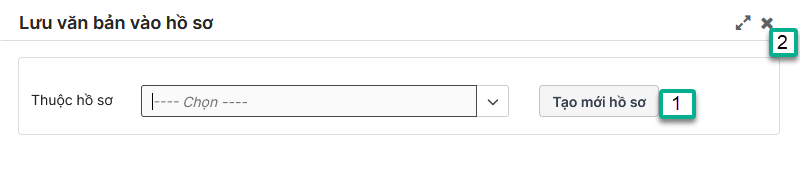 Lưu văn bản vào hồ sơ
2
Thuộc hồ sơ ---- Chọn ---- Tạo mới hồ sơ 1